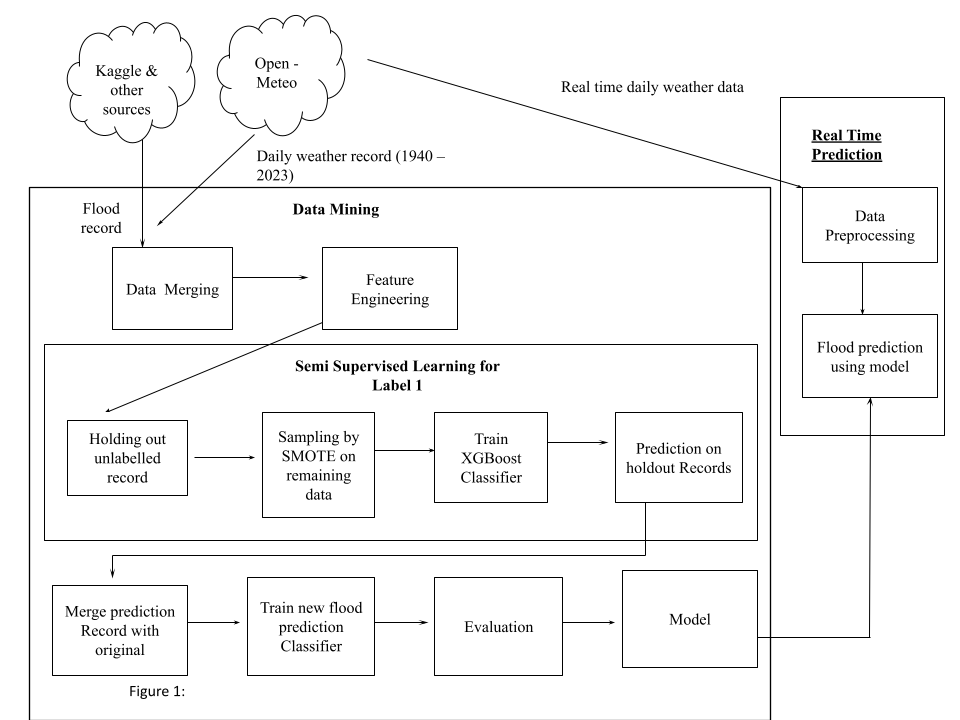 Kaggle &
other
sources
Open -
Meteo
Real time daily weather data
Daily weather record (1940 –
2023)
Real Time
Prediction
Flood
record
Data Mining
Data Preprocessing
Data  Merging
Feature
Engineering
Flood prediction
using model
Semi Supervised Learning for
Label 1
Holding out
unlabelled
record
Sampling by
SMOTE on
remaining
data
Train
XGBoost
Classifier
Prediction on
holdout Records
Merge prediction
Record with
original
Train new flood
prediction
Classifier
Evaluation
Model
Figure 1: